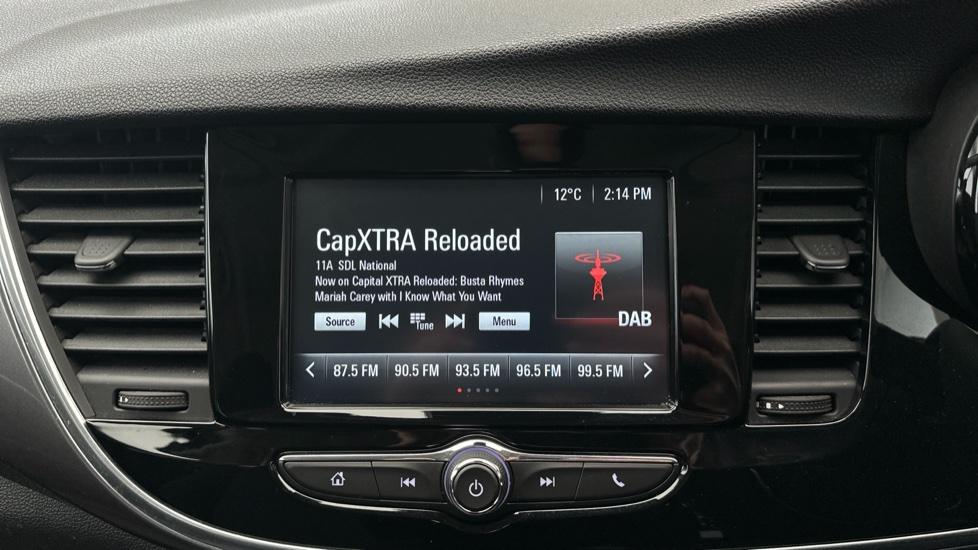 12°C 2:14 PM
CapXTRA Reloaded
11A SDL National
Now on Capital XTRA Reloaded: Busta Rhymes
Mariah Carey with I Know What You Want
Source Tune Menu
DAB
87.5 FM 90.5 FM 93.5 FM 96.5 FM 99.5 FM